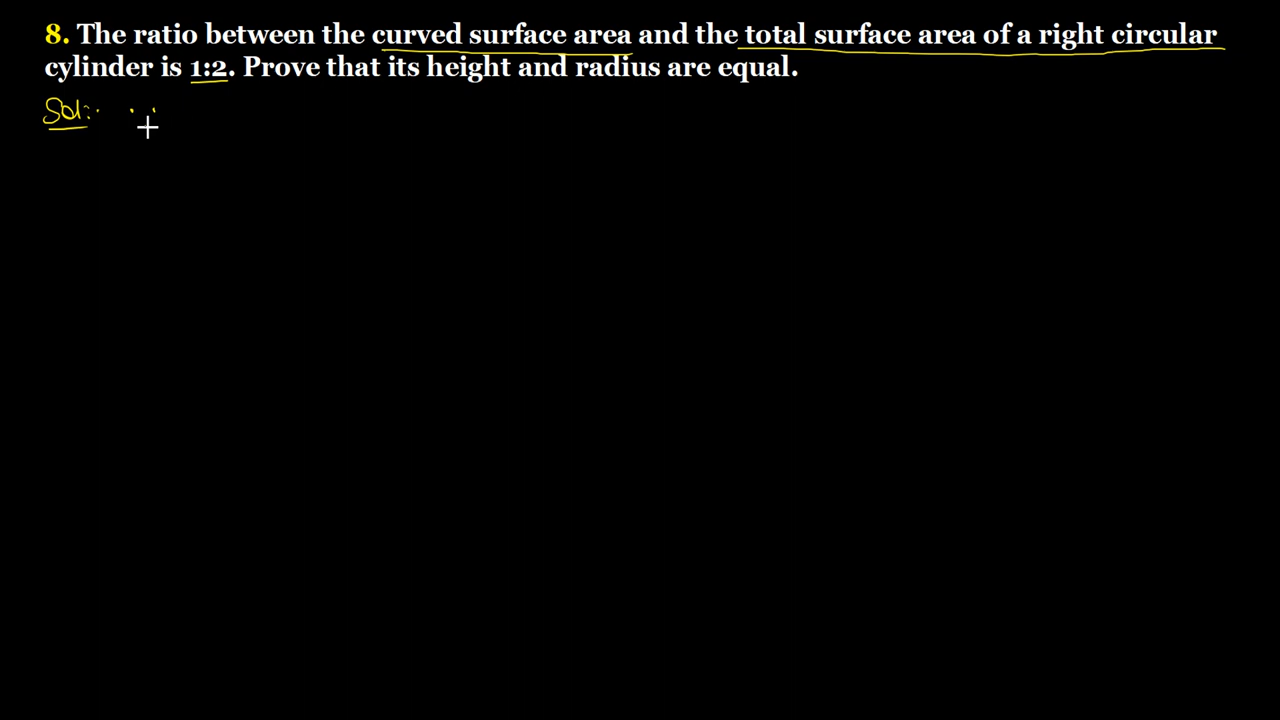 8. The ratio between the curved surface area and the total surface area of a right circular
cylinder is 1:2. Prove that its height and radius are equal.
Sol:-